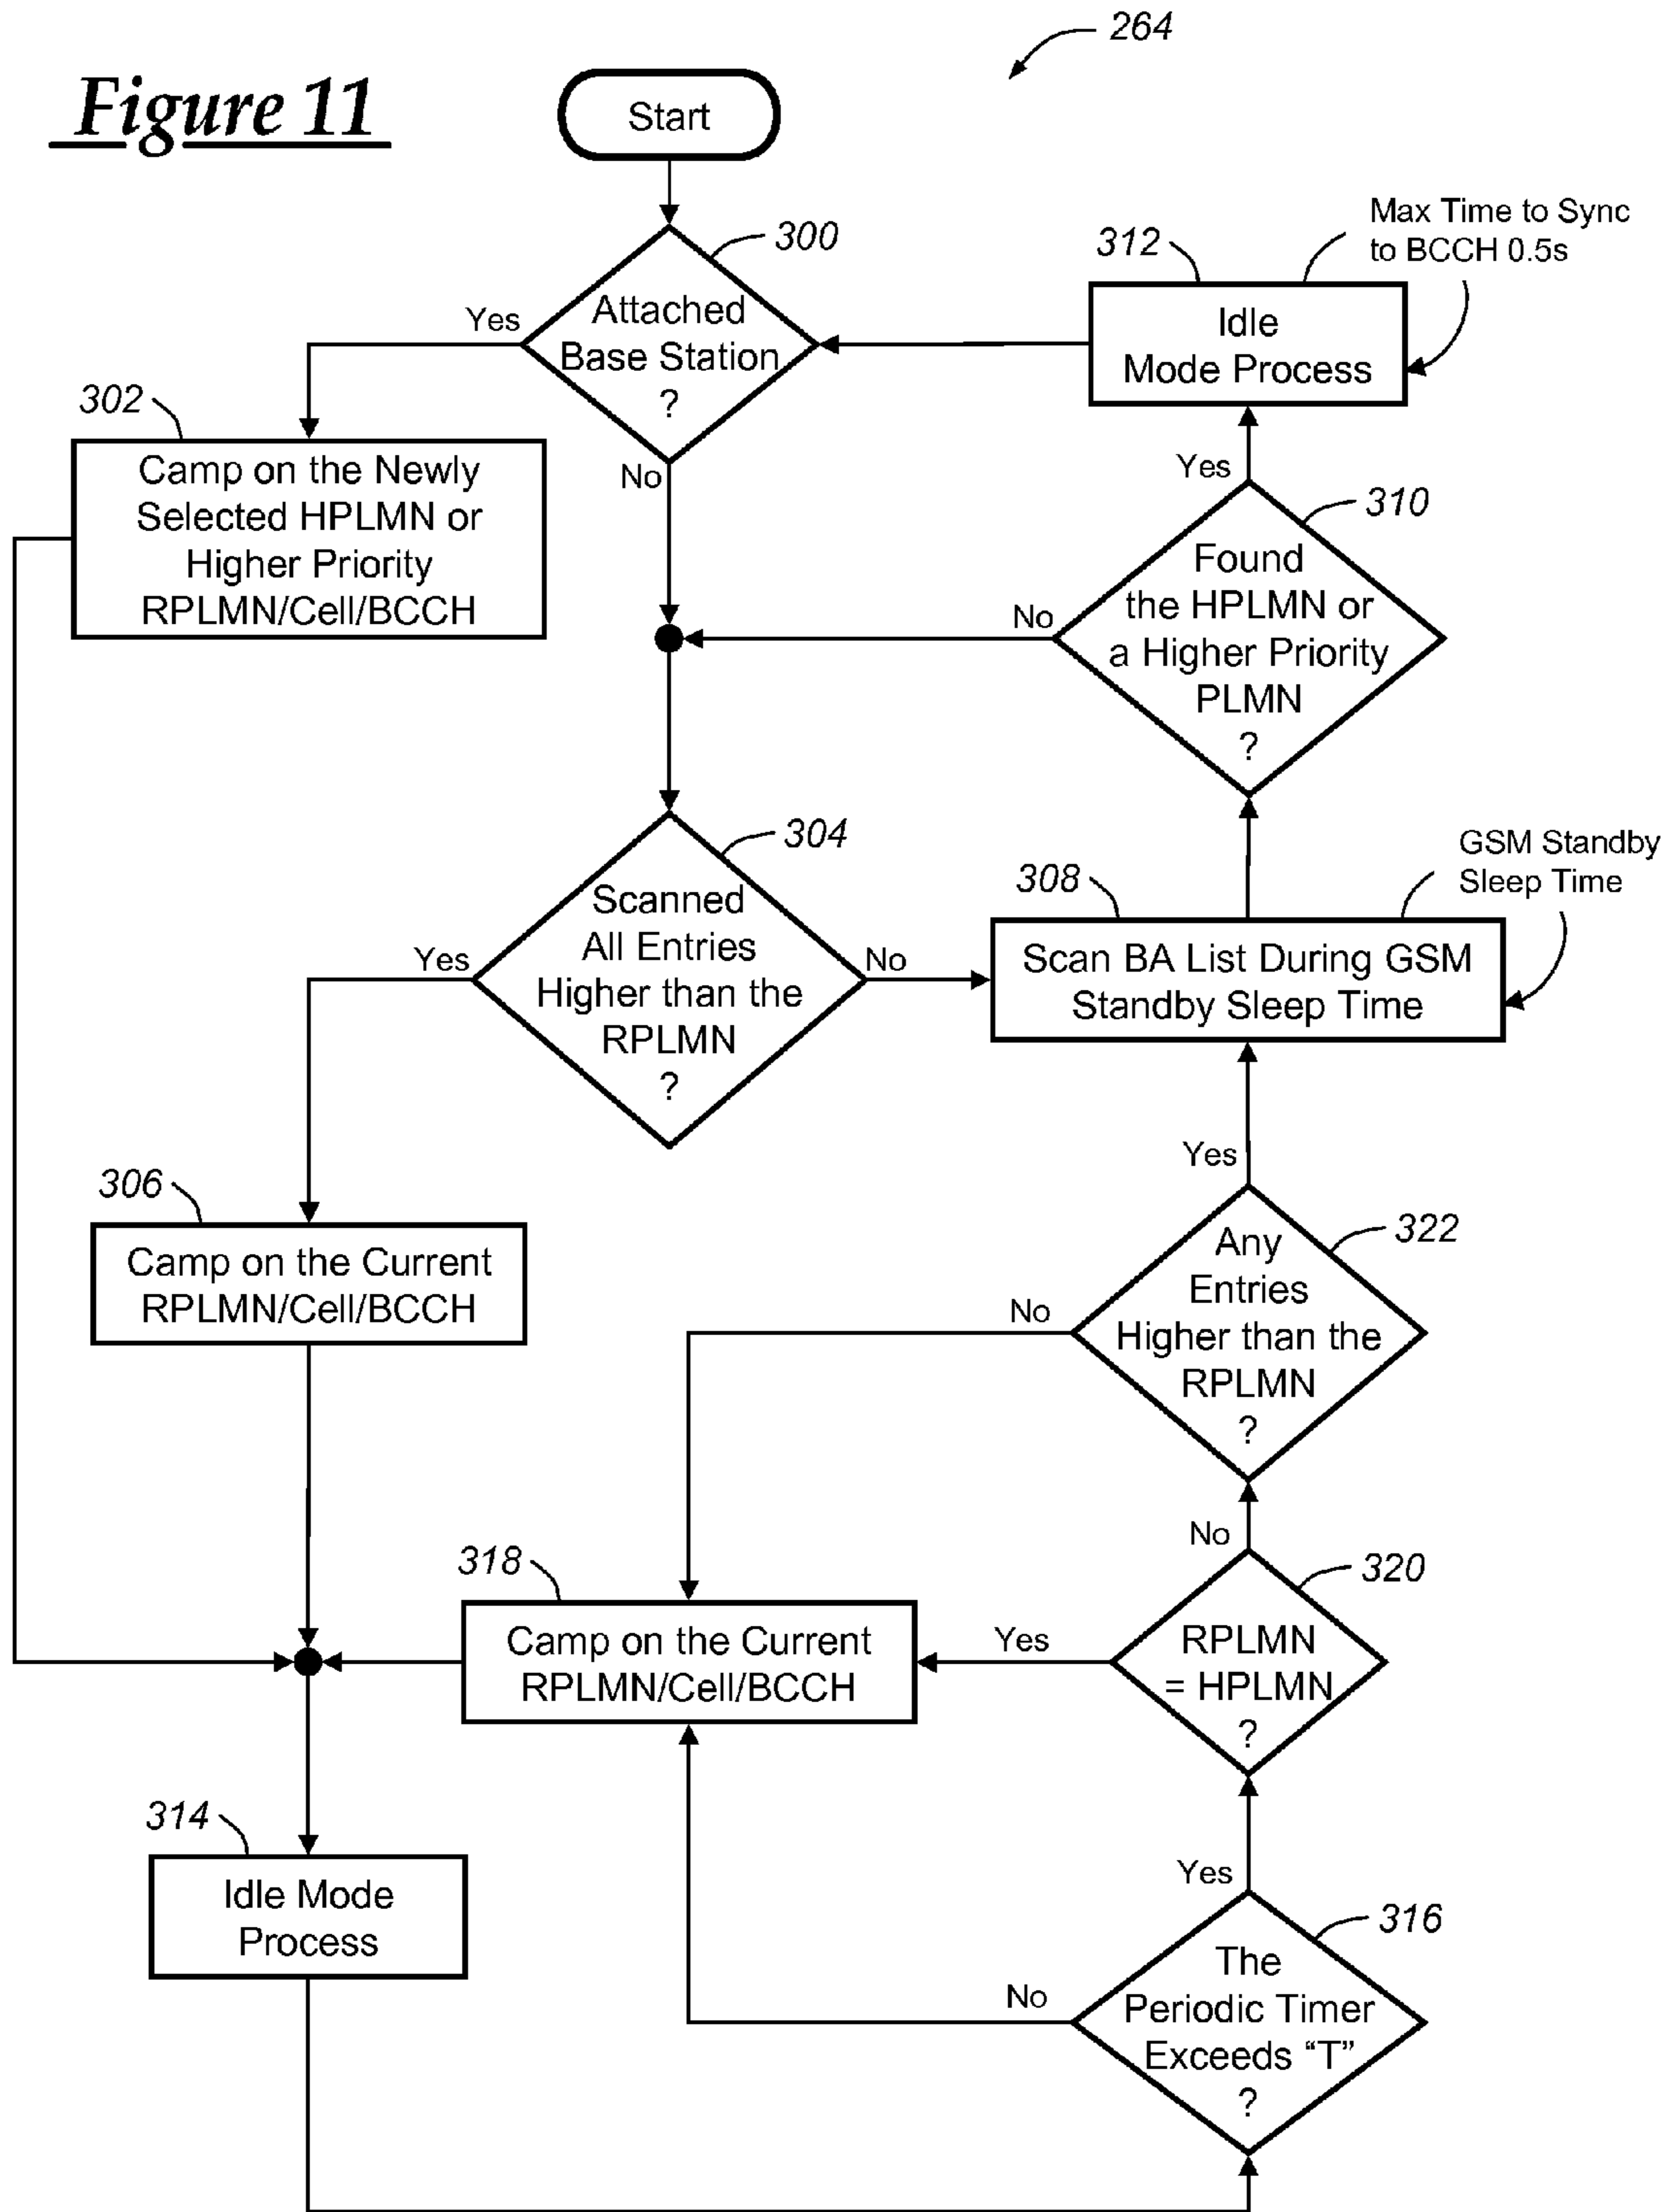 264
Figure 11
Start
300
Attached
Base Station
?
Yes
No
312
Max Time to Sync
to BCCH 0.5s
Idle
Mode Process
302
Camp on the Newly
Selected HPLMN or
Higher Priority
RPLMN/Cell/BCCH
Yes
310
Found
the HPLMN or
a Higher Priority
PLMN
?
No
304
Scanned
All Entries
Higher than the
RPLMN
?
Yes
No
308
GSM Standby
Sleep Time
Scan BA List During GSM
Standby Sleep Time
306
Camp on the Current
RPLMN/Cell/BCCH
Yes
322
Any
Entries
Higher than the
RPLMN
?
No
318
Camp on the Current
RPLMN/Cell/BCCH
No
320
RPLMN
= HPLMN
?
Yes
314
Idle Mode
Process
Yes
316
The
Periodic Timer
Exceeds “T”
?
No